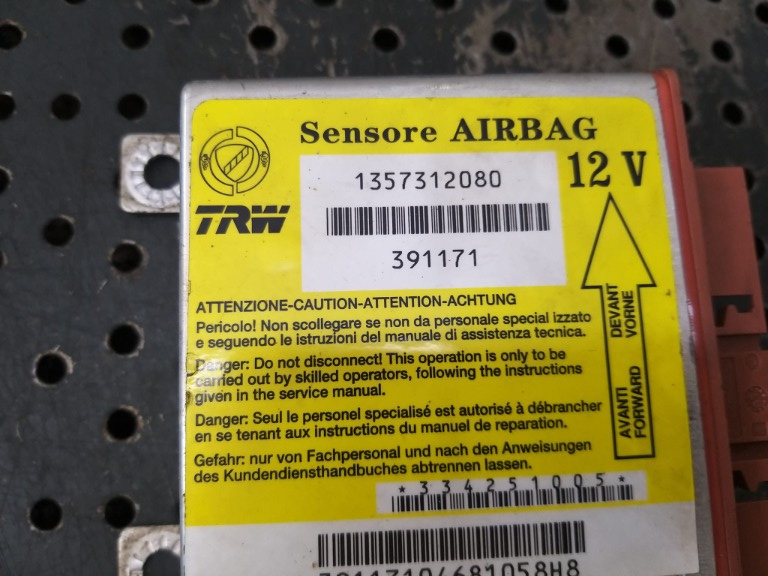 Sensore AIRBAG
1357312080
12 V
TRW
391171
ATTENZIONE-CAUTION-ATTENTION-ACHTUNG
Pericolo! Non scollegare se non da personale special izzato
e seguendo le istruzioni del manuale di assistenza tecnica.
Danger: Do not disconnect! This operation is only to be
carried out by skilled operators, following the instructions
given in the service manual.
Danger: Seul le personel specialisé est autorisé à débrancher
en se tenant aux instructions du manuel de reparation.
Gefahr: nur von Fachpersonal und nach den Anweisungen
des Kundendiensthandbuches abtrennen lassen.
AVANTI DEVANT
FORWARD VORNE
*334251005*